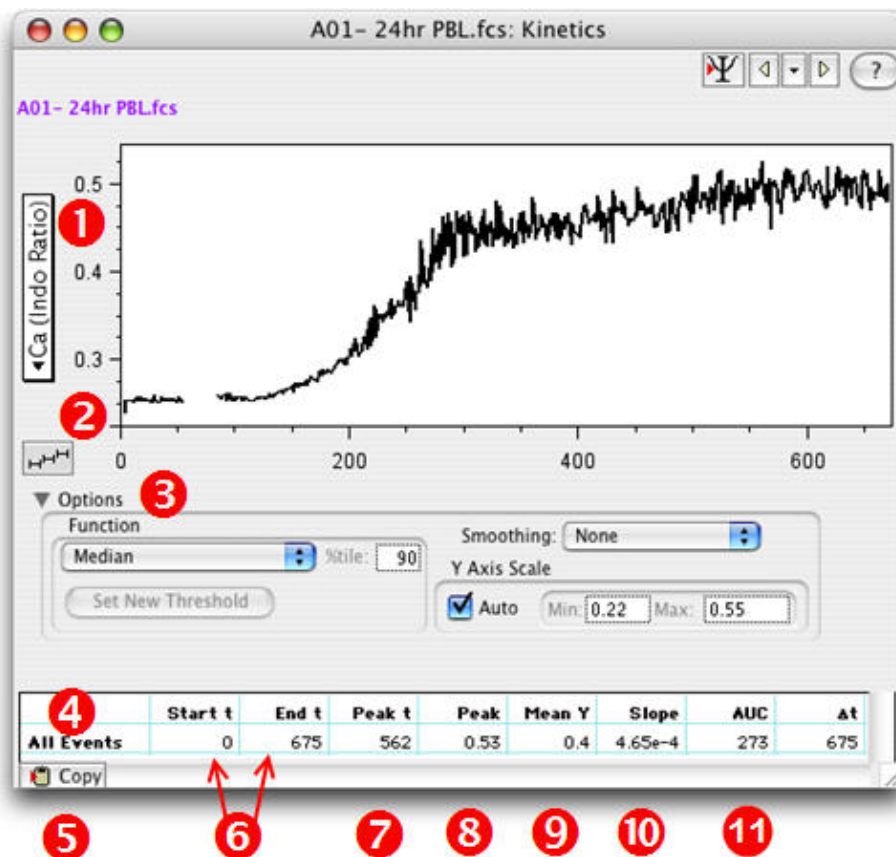 A01- 24hr PBL.fcs: Kinetics
?
A01- 24hr PBL.fcs
◄Ca (Indo Ratio)
0.5
0.4
0.3
0 200 400 600
1
2
3
▼ Options
Function
Median %tile: 90
Set New Threshold
Smoothing: None
Y Axis Scale
Auto Min: 0.22 Max: 0.55
4
Start t End t Peak t Peak Mean Y Slope AUC Δt
All Events 0 675 562 0.53 0.4 4.65e-4 273 675
Copy
5 6 7 8 9 10 11